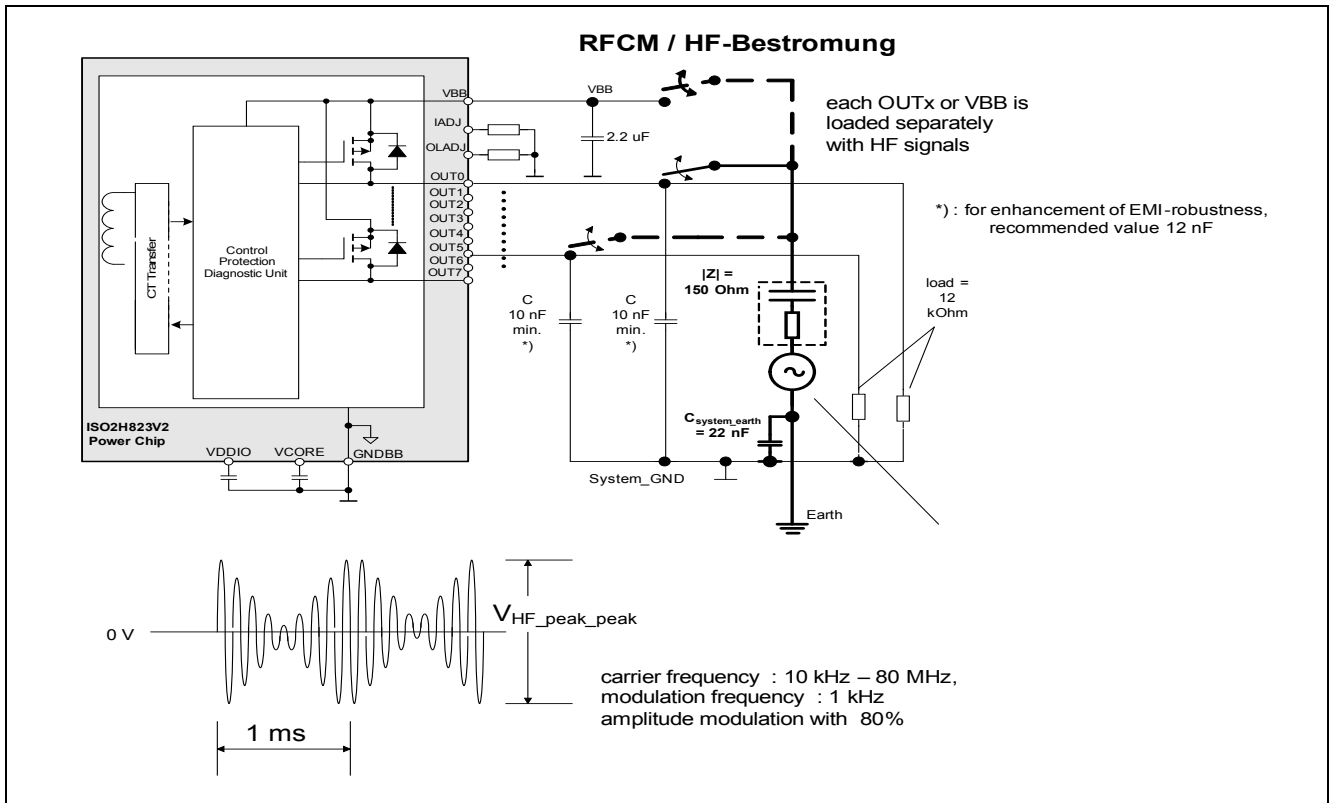 RFCM / HF-Bestromung
VBB
VBB
IADJ
OLADJ
2.2 uF
each OUTx or VBB is
loaded separately
with HF signals
OUT0
OUT1
OUT2
OUT3
OUT4
OUT5
OUT6
OUT7
CT Transfer
Control
Protection
Diagnostic Unit
*) : for enhancement of EMI-robustness,
recommended value 12 nF
|Z| =
150 Ohm
load =
12
kOhm
C
10 nF
min.
*)
C
10 nF
min.
*)
Csystem_earth
= 22 nF
ISO2H823V2
Power Chip
VDDIO
VCORE
GNDBB
System_GND
Earth
0 V
VHF_peak_peak
1 ms
carrier frequency : 10 kHz – 80 MHz,
modulation frequency : 1 kHz
amplitude modulation with 80%